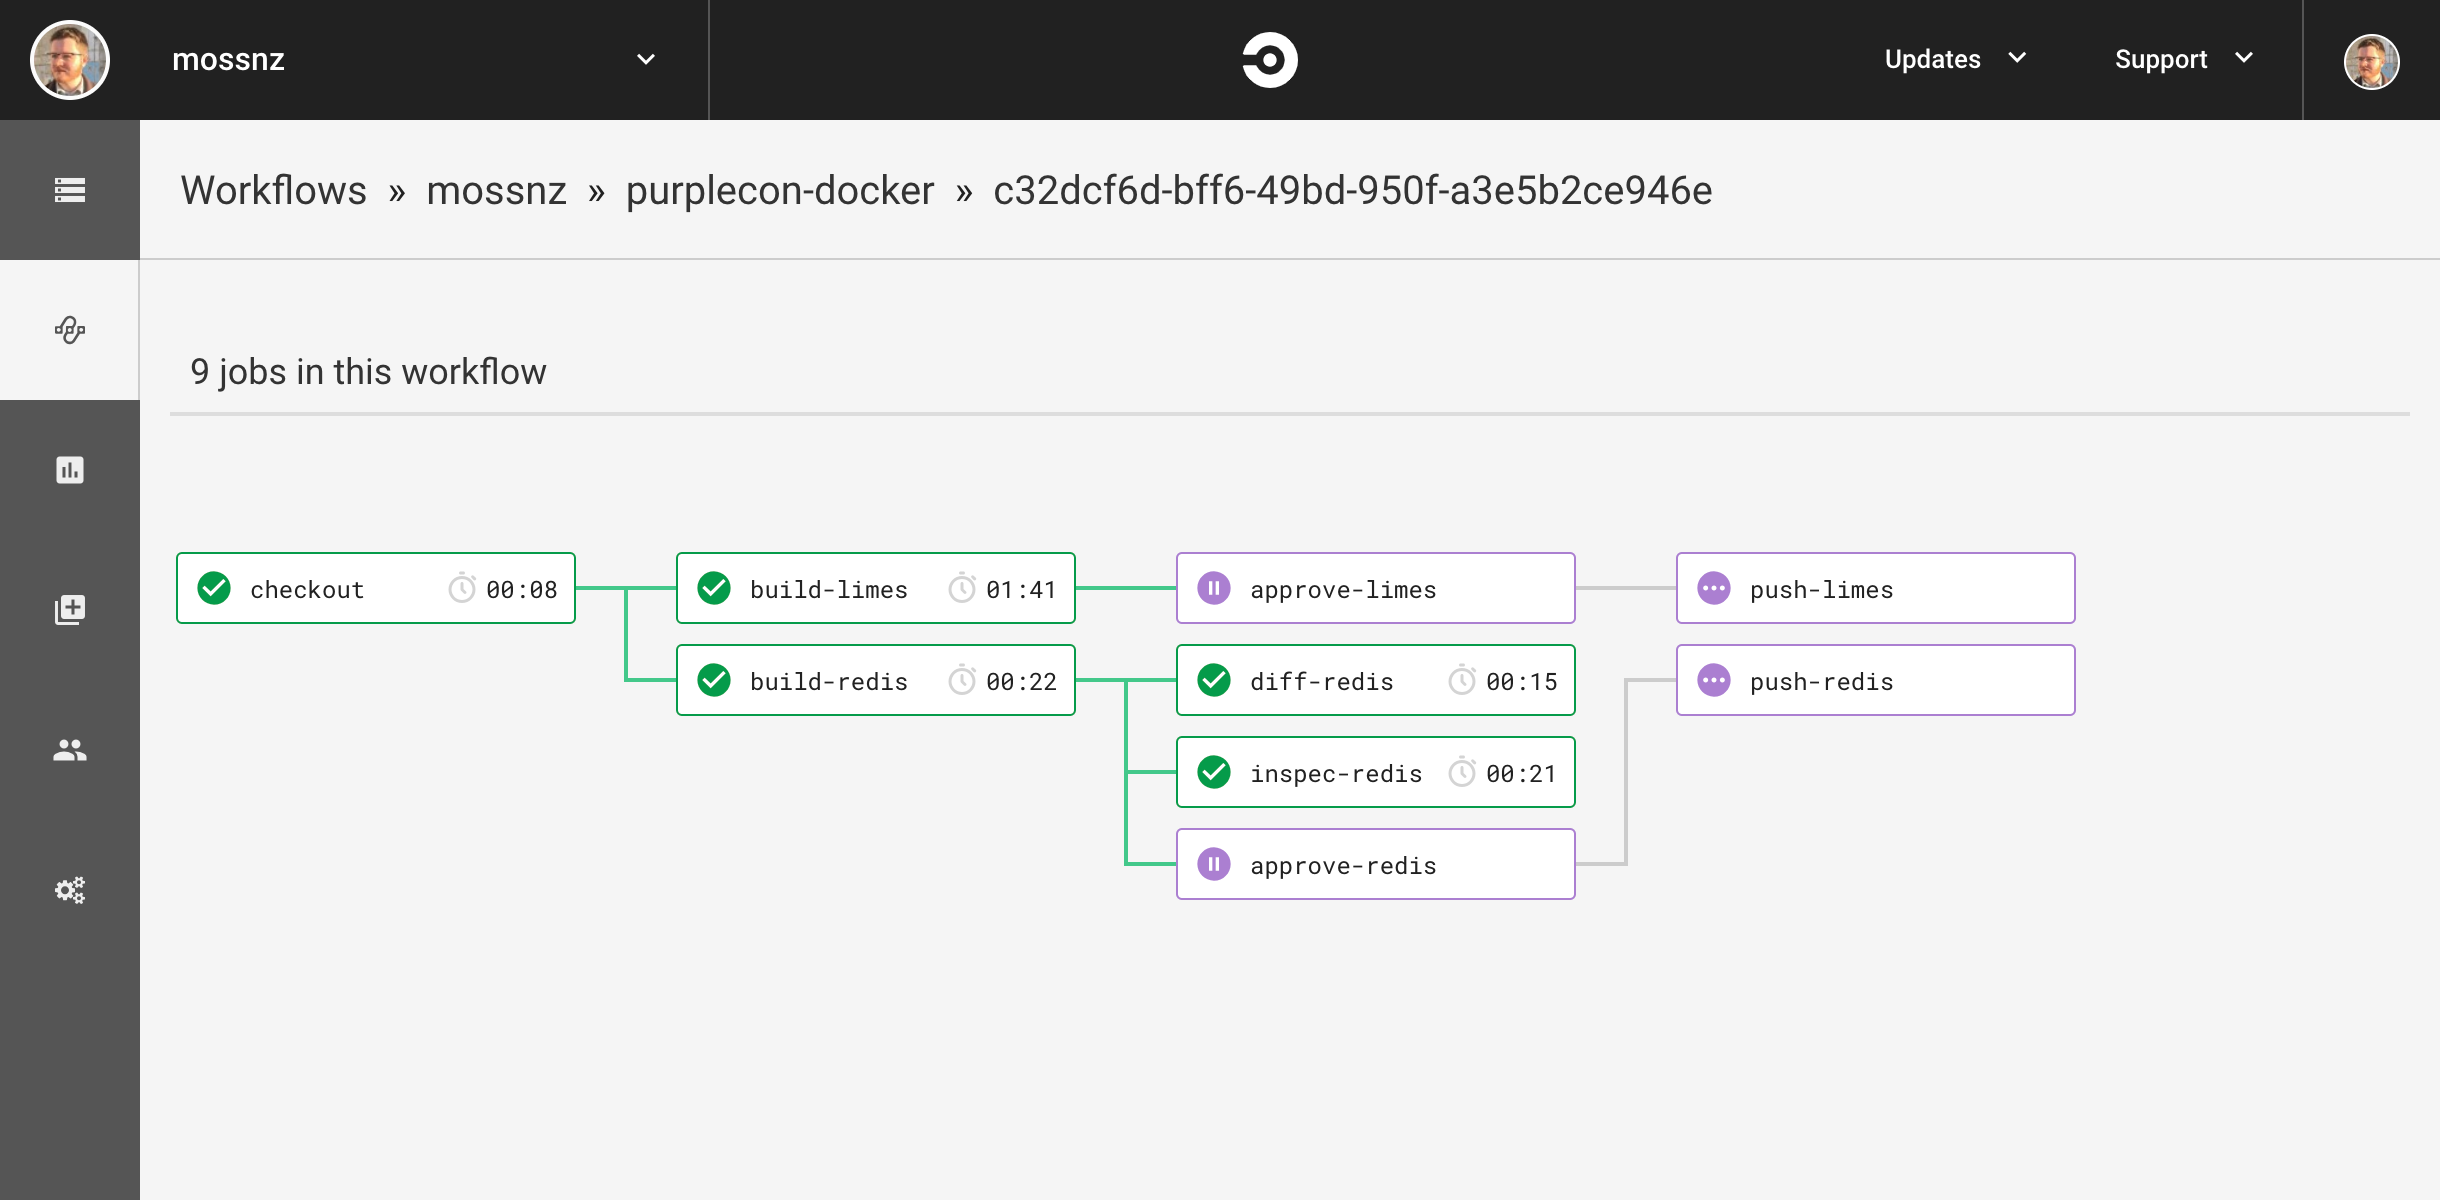 mossnz
Updates
Support
Workflows » mossnz » purplecon-docker » c32dcf6d-bff6-49bd-950f-a3e5b2ce946e
9 jobs in this workflow
checkout 00:08
build-limes 01:41
approve-limes
push-limes
build-redis 00:22
diff-redis 00:15
push-redis
inspec-redis 00:21
approve-redis